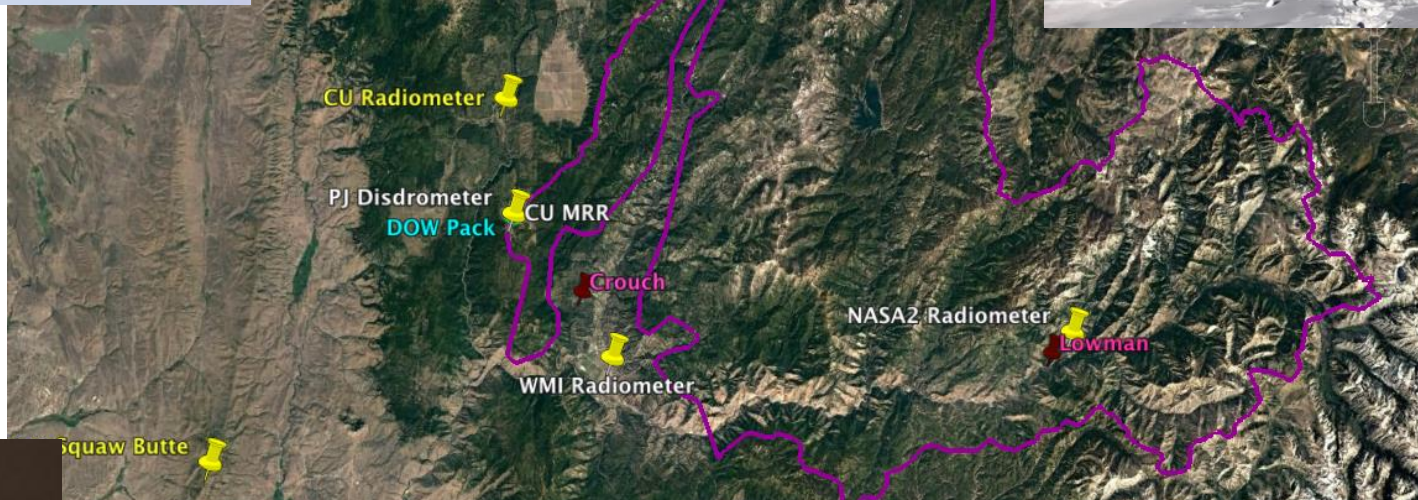 CU Radiometer
PJ Disdrometer
CU MRR
DOW Pack
Crouch
NASA2 Radiometer
Lowman
WMI Radiometer
Squaw Butte